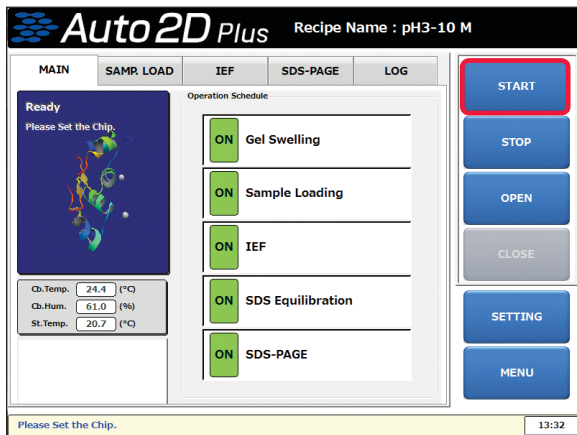 Auto2D Plus Recipe Name : pH3-10 M
MAIN SAMP. LOAD IEF SDS-PAGE LOG
Ready
Please Set the Chip.
Operation Schedule
ON Gel Swelling
ON Sample Loading
ON IEF
ON SDS Equilibration
ON SDS-PAGE
Cb.Temp. 24.4 (°C)
Cb.Hum. 61.0 (%)
St.Temp. 20.7 (°C)
START
STOP
OPEN
CLOSE
SETTING
MENU
Please Set the Chip. 13:32